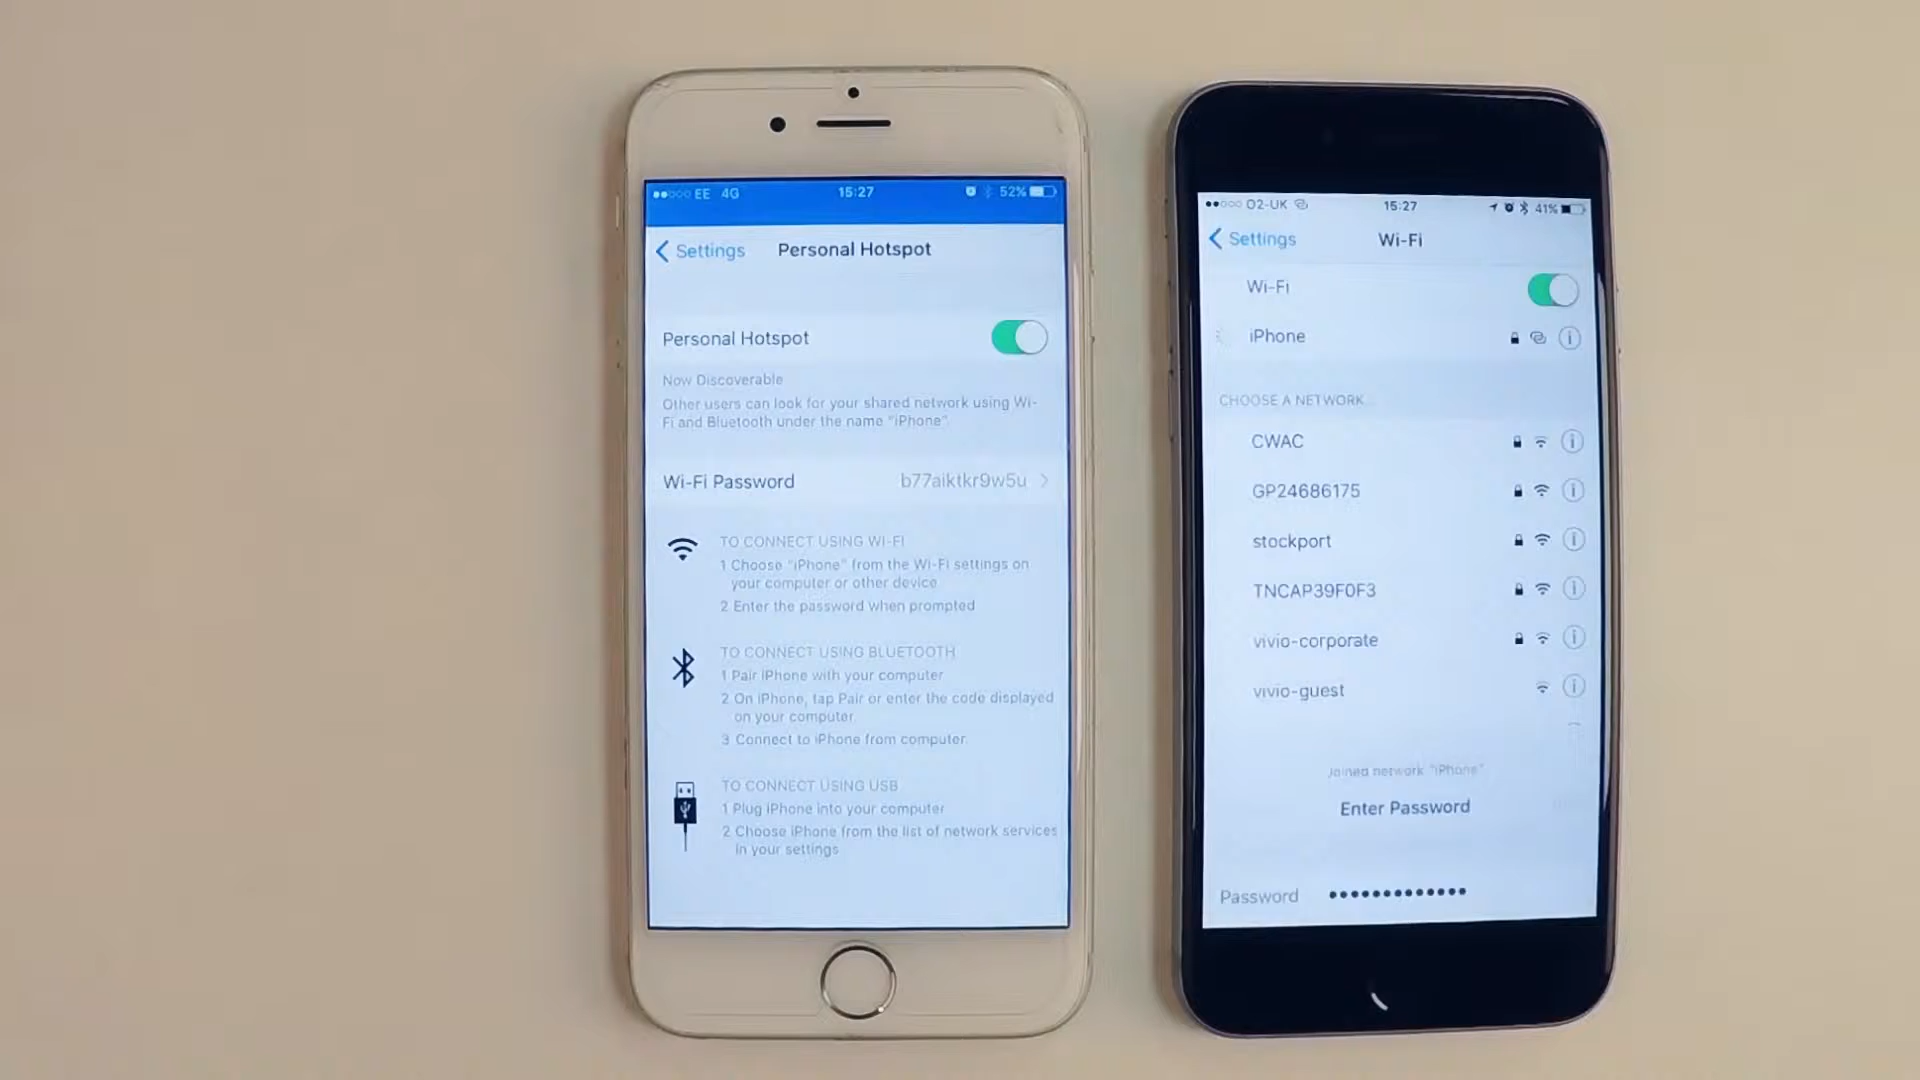 EE 4G 15:27 52%
Settings Personal Hotspot
Personal Hotspot
Now Discoverable
Other users can look for your shared network using Wi-
Fi and Bluetooth under the name "iPhone".
Wi-Fi Password b77aiktkr9w5u
TO CONNECT USING WI-FI
1 Choose "iPhone" from the Wi-Fi settings on
your computer or other device
2 Enter the password when prompted
TO CONNECT USING BLUETOOTH
1 Pair iPhone with your computer
2 On iPhone, tap Pair or enter the code displayed
on your computer
3 Connect to iPhone from computer.
TO CONNECT USING USB
1 Plug iPhone into your computer
2 Choose iPhone from the list of network services
in your settings
O2-UK 15:27 41%
Settings Wi-Fi
Wi-Fi
iPhone
CHOOSE A NETWORK...
CWAC
GP24686175
stockport
TNCAP39F0F3
vivio-corporate
vivio-guest
Joined network "iPhone"
Enter Password
Password •••••••••••••